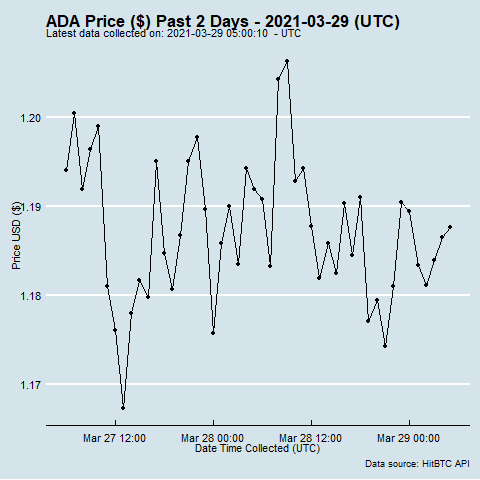 ADA Price ($) Past 2 Days - 2021-03-29 (UTC)
Latest data collected on: 2021-03-29 05:00:10 - UTC
1.20
1.19
1.18
1.17
Price USD ($)
Mar 27 12:00 Mar 28 00:00 Mar 28 12:00 Mar 29 00:00
Date Time Collected (UTC)
Data source: HitBTC API